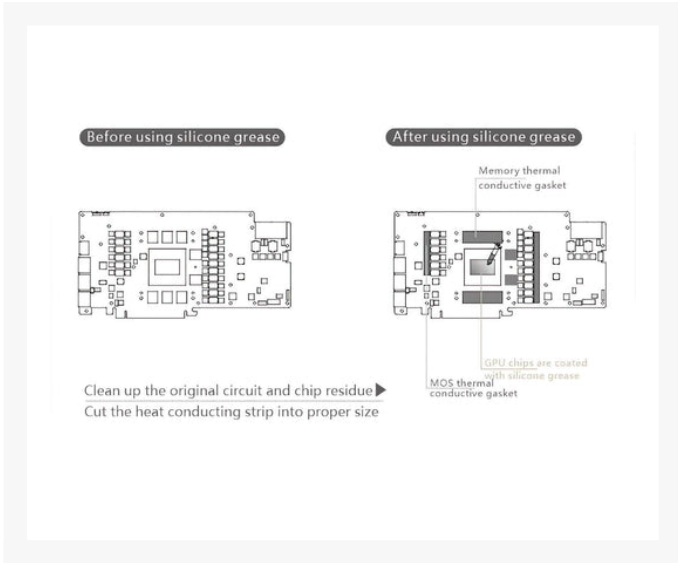 Before using silicone grease
After using silicone grease
Memory thermal
conductive gasket
GPU chips are coated
with silicone grease
MOS thermal
conductive gasket
Clean up the original circuit and chip residue
Cut the heat conducting strip into proper size